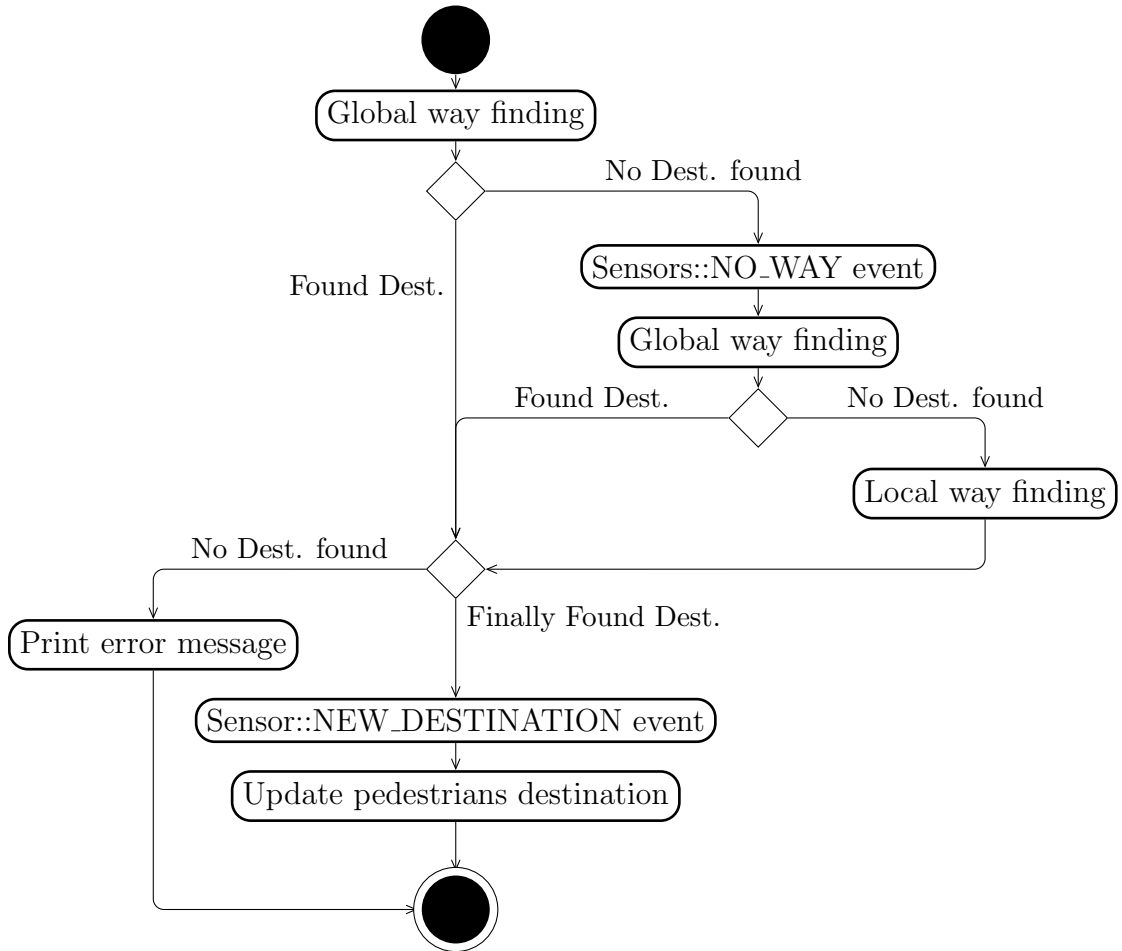 Global way finding
No Dest. found
Sensors::NO_WAY event
Found Dest.
Global way finding
Found Dest.
No Dest. found
Local way finding
No Dest. found
Finally Found Dest.
Print error message
Sensor::NEW_DESTINATION event
Update pedestrians destination